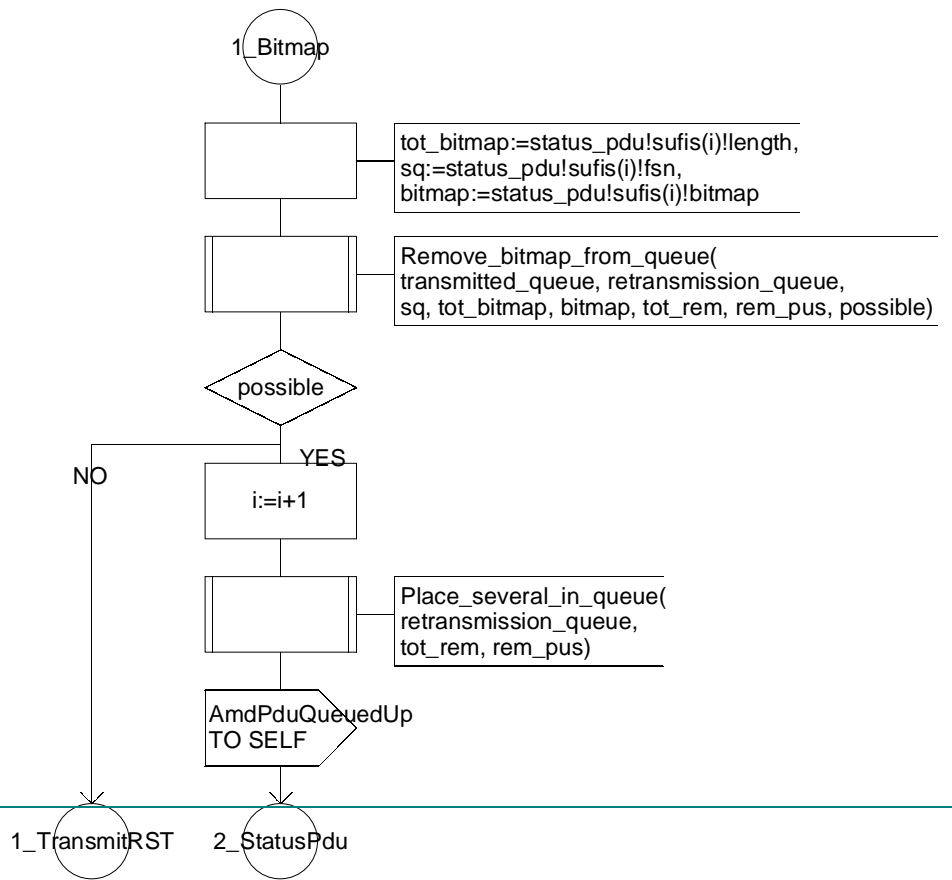 1_Bitmap
tot_bitmap:=status_pdu!sufis(i)!length,
sq:=status_pdu!sufis(i)!fsn,
bitmap:=status_pdu!sufis(i)!bitmap
Remove_bitmap_from_queue(
transmitted_queue, retransmission_queue,
sq, tot_bitmap, bitmap, tot_rem, rem_pus, possible)
possible
YES
NO
i:=i+1
Place_several_in_queue(
retransmission_queue,
tot_rem, rem_pus)
AmdPduQueuedUp
TO SELF
1_TransmitRST
2_StatusPdu